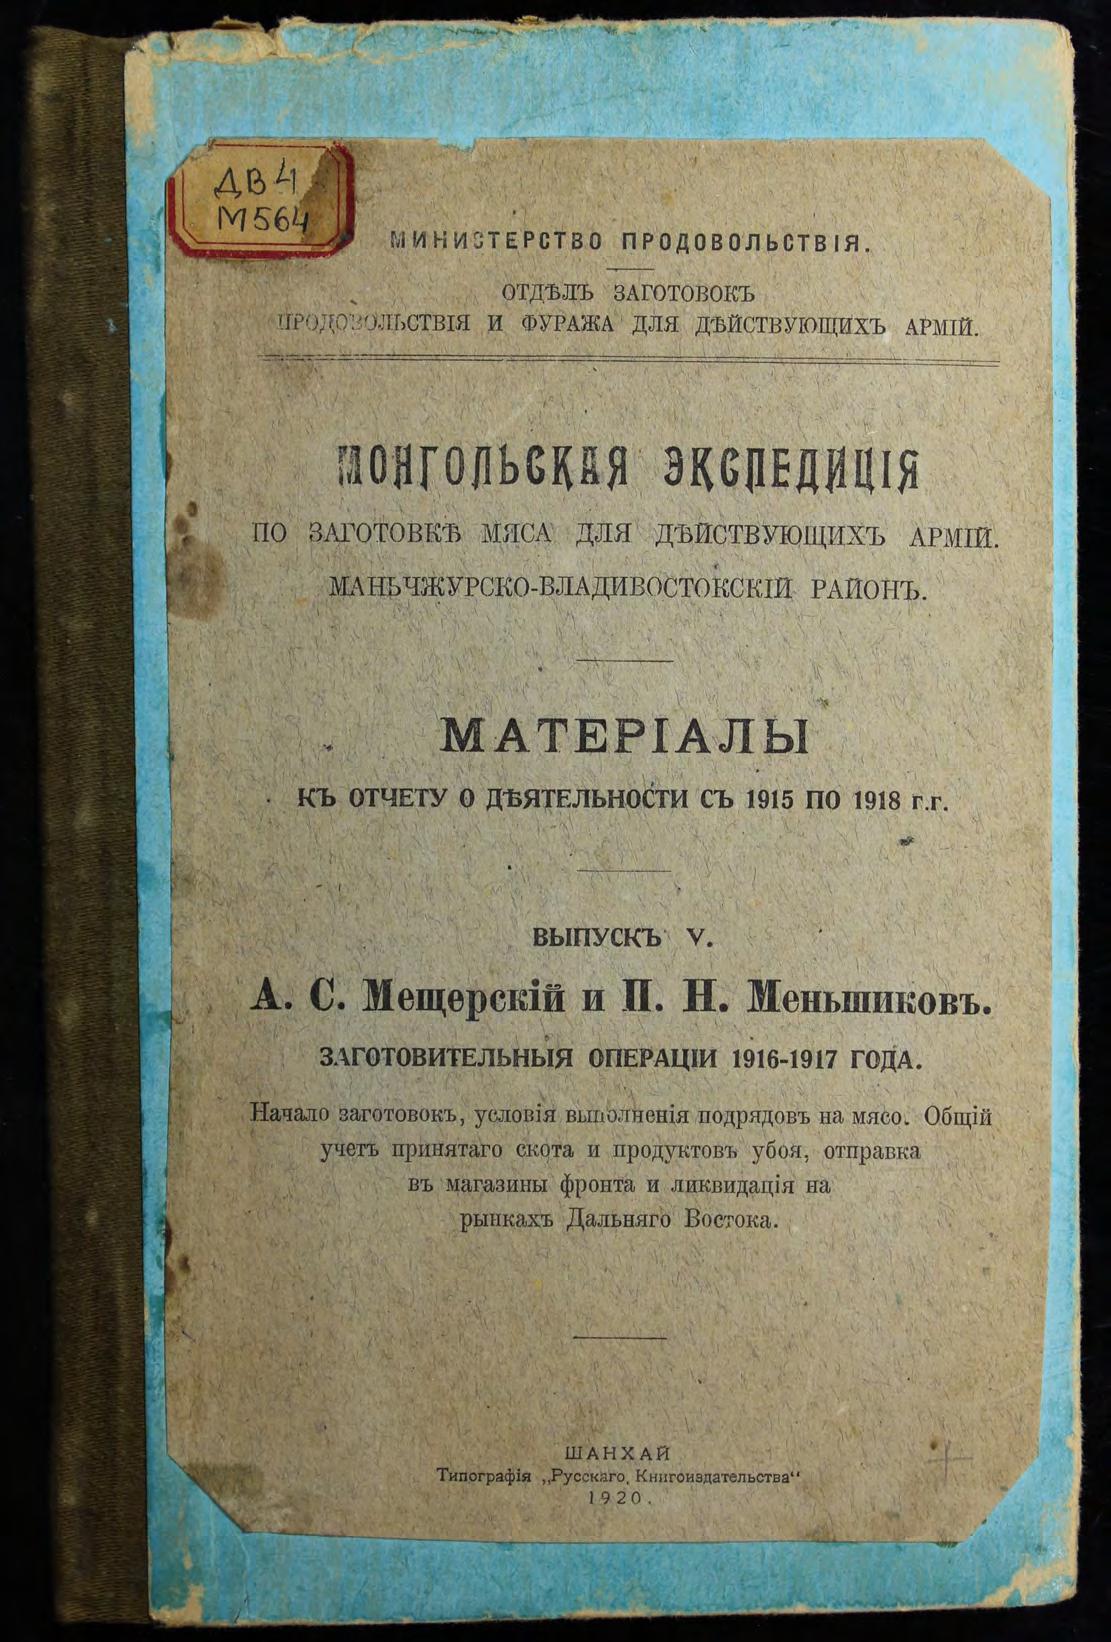 ДВ 4
М564
МИНИСТЕРСТВО ПРОДОВОЛЬСТВІЯ.
ОТДѢЛЪ ЗАГОТОВОКЪ
ПРОДОВОЛЬСТВІЯ И ФУРАЖА ДЛЯ ДѢЙСТВУЮЩИХЪ АРМІЙ.
МОНГОЛЬСКАЯ ЭКСПЕДИЦІЯ
ПО ЗАГОТОВКѢ МЯСА ДЛЯ ДѢЙСТВУЮЩИХЪ АРМІЙ.
МАНЬЧЖУРСКО-ВЛАДИВОСТОКСКІЙ РАЙОНЪ.
МАТЕРІАЛЫ
КЪ ОТЧЕТУ О ДѢЯТЕЛЬНОСТИ СЪ 1915 ПО 1918 г.г.
ВЫПУСКЪ V.
А. С. Мещерскій и П. Н. Меньшиковъ.
ЗАГОТОВИТЕЛЬНЫЯ ОПЕРАЦІИ 1916-1917 ГОДА.
Начало заготовокъ, условія выполненія подрядовъ на мясо. Общій
учетъ принятаго скота и продуктовъ убоя, отправка
въ магазины фронта и ликвидація на
рынкахъ Дальняго Востока.
ШАНХАЙ
Типографія „Русскаго Книгоиздательства“
1920.